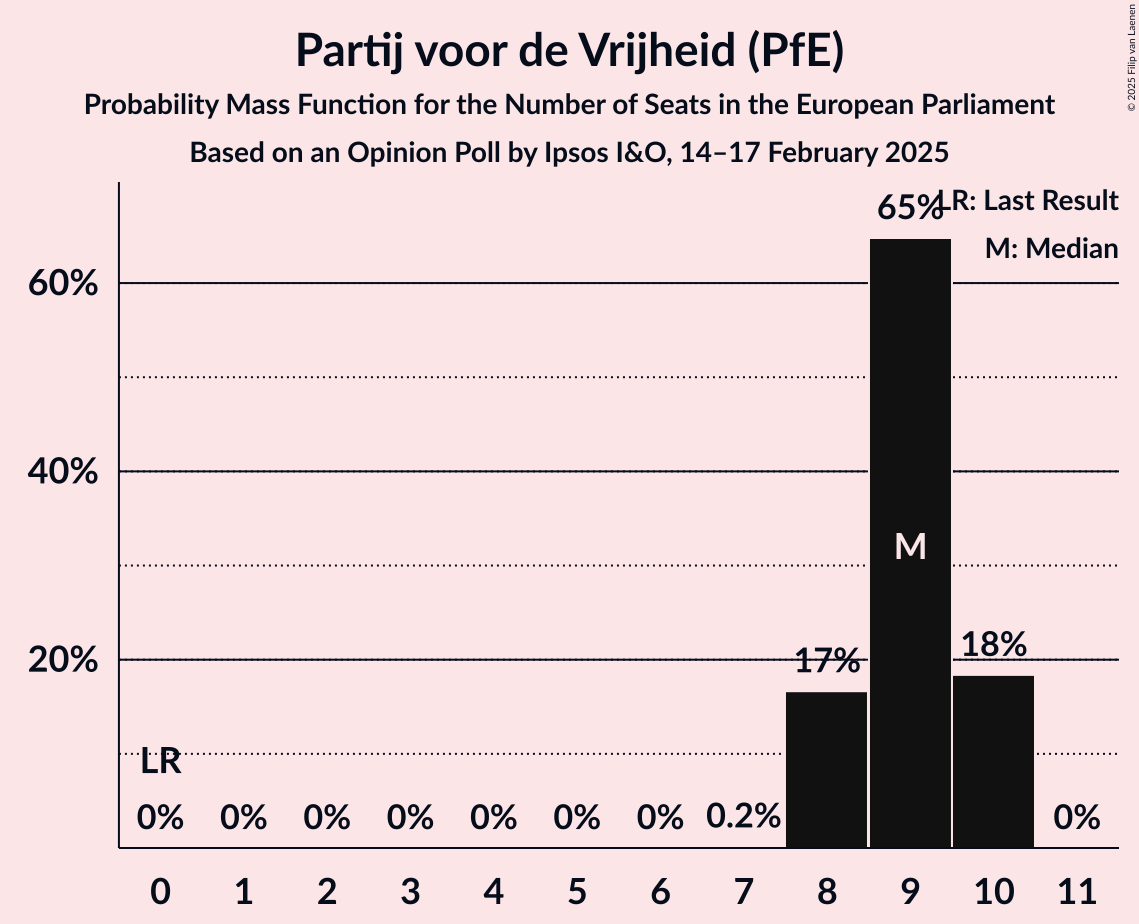 Partij voor de Vrijheid (PfE)
Probability Mass Function for the Number of Seats in the European Parliament
Based on an Opinion Poll by Ipsos I&O, 14–17 February 2025
© 2025 Filip van Laenen
LR: Last Result
M: Median
65%
60%
40%
M
20%
17%
18%
LR
0% 0% 0% 0% 0% 0% 0% 0.2% 0%
0 1 2 3 4 5 6 7 8 9 10 11